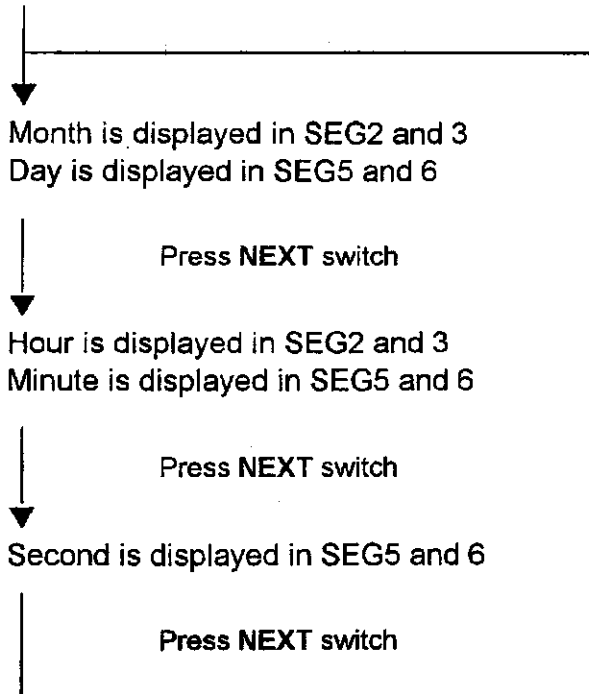 Month is displayed in SEG2 and 3
Day is displayed in SEG5 and 6
Press NEXT switch
Hour is displayed in SEG2 and 3
Minute is displayed in SEG5 and 6
Press NEXT switch
Second is displayed in SEG5 and 6
Press NEXT switch